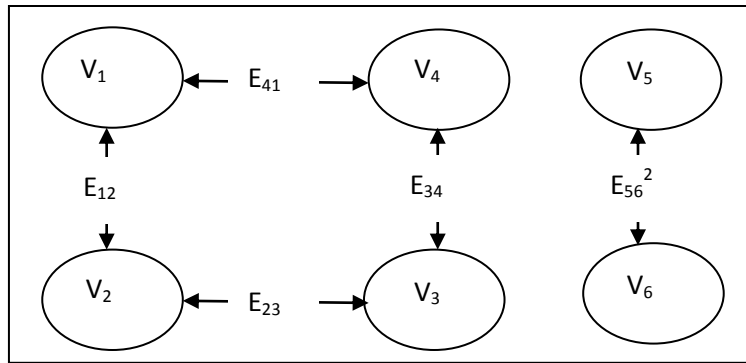 V₁ E₄₁ V₄ V₅
E₁₂ E₃₄ E₅₆²
V₂ E₂₃ V₃ V₆